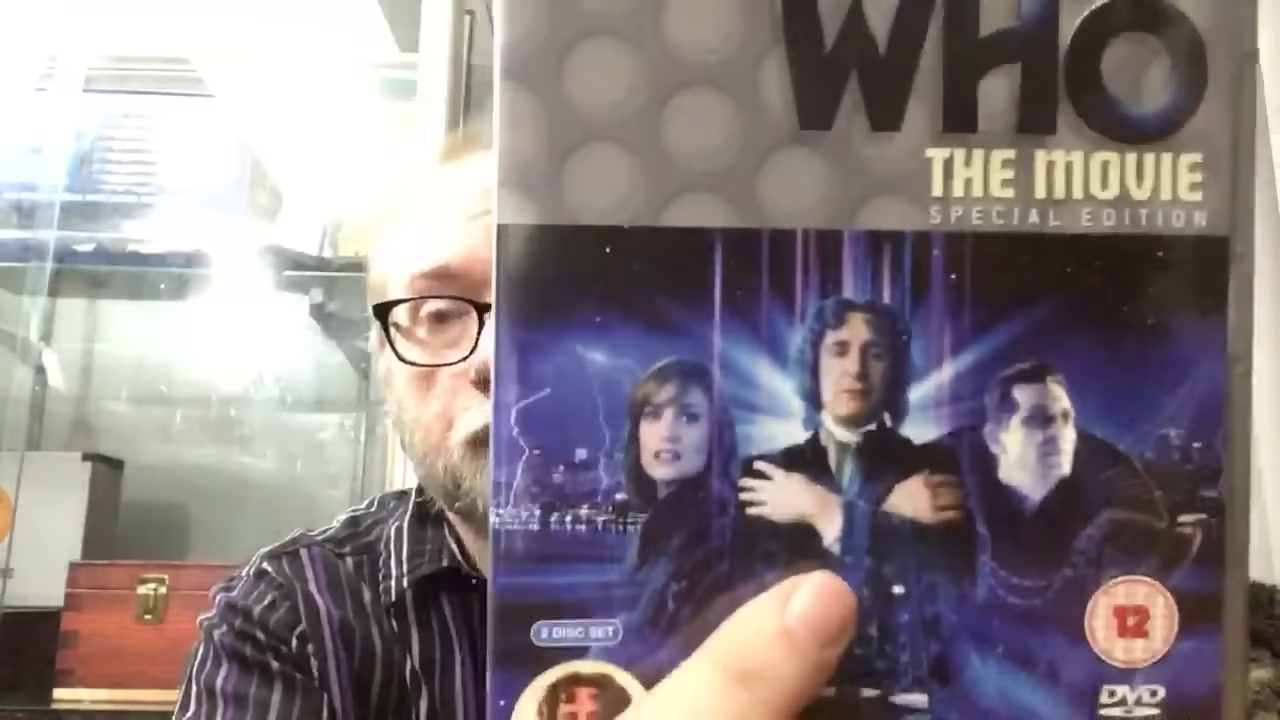 WHO
THE MOVIE
SPECIAL EDITION
2 DISC SET
12
DVD